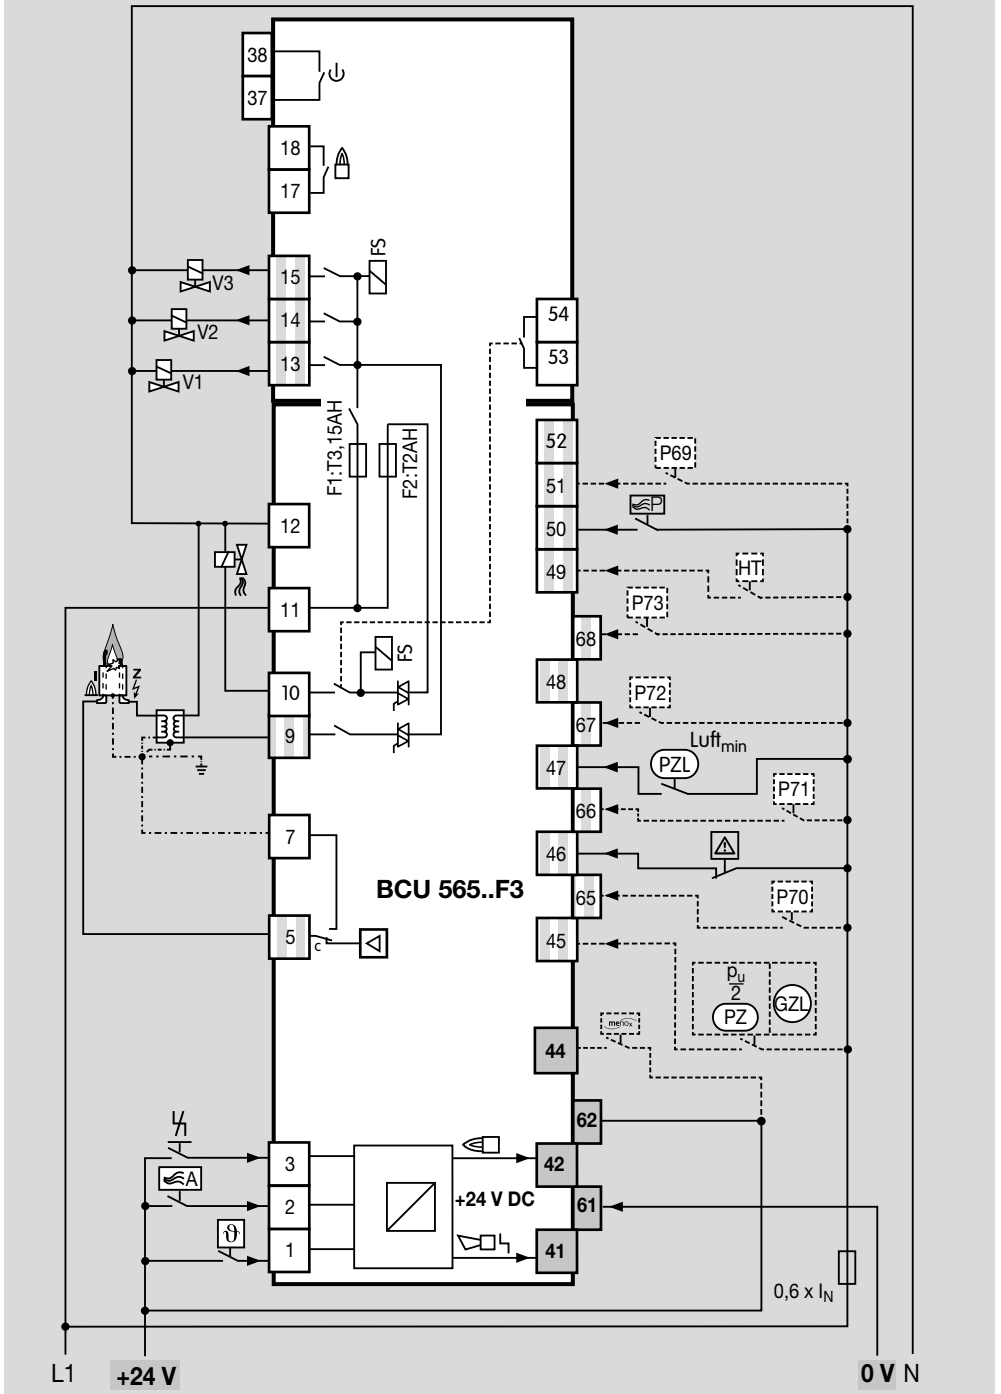 38
37
18
17
FS
15
V3
14
V2
13
V1
54
53
F1:T3,15AH
F2:T2AH
52
P69
51
P
50
12
49
HT
11
P73
68
FS
Z
I
10
48
P72
9
67
Luftmin
47
PZL
P71
66
7
46
BCU 565..F3
65
P70
5
c
45
pu
2
PZ
GZL
menox
44
62
3
42
A
+24 V DC
2
61
ϑ
1
41
0,6 x IN
L1
+24 V
0 V
N